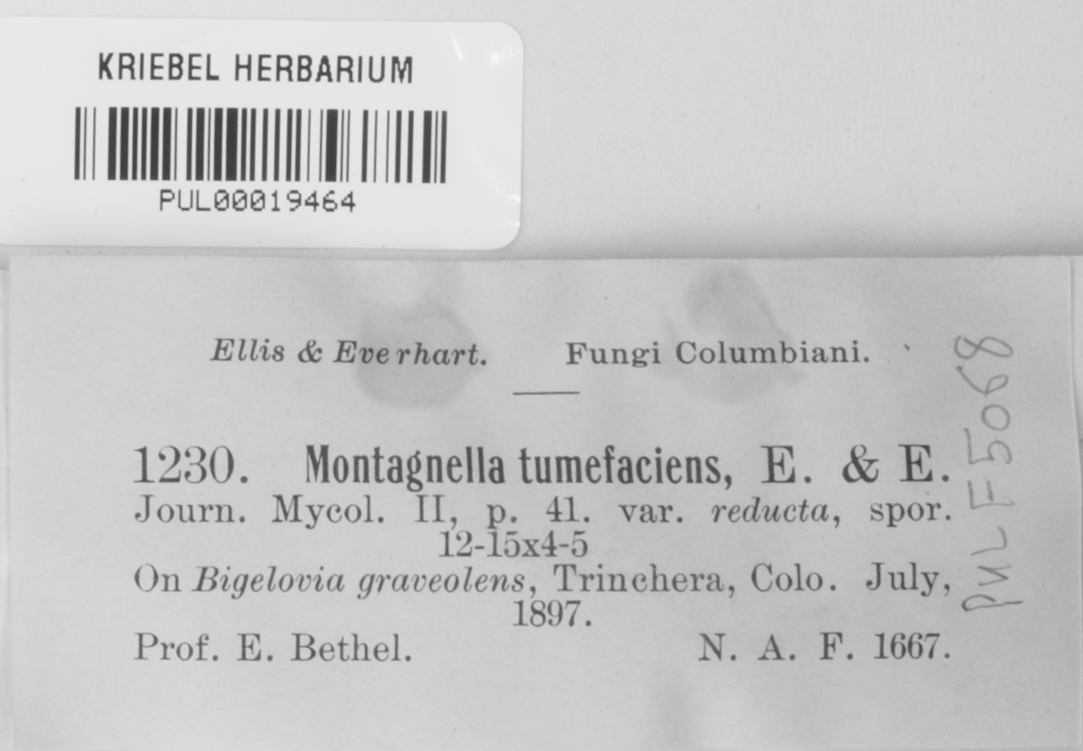 KRIEBEL HERBARIUM
PUL00019464
Ellis & Everhart. Fungi Columbiani.
1230. Montagnella tumefaciens, E. & E.
Journ. Mycol. II, p. 41. var. reducta, spor.
12-15x4-5
On Bigelovia graveolens, Trinchera, Colo. July,
1897.
Prof. E. Bethel. N. A. F. 1667.
PUL F5068